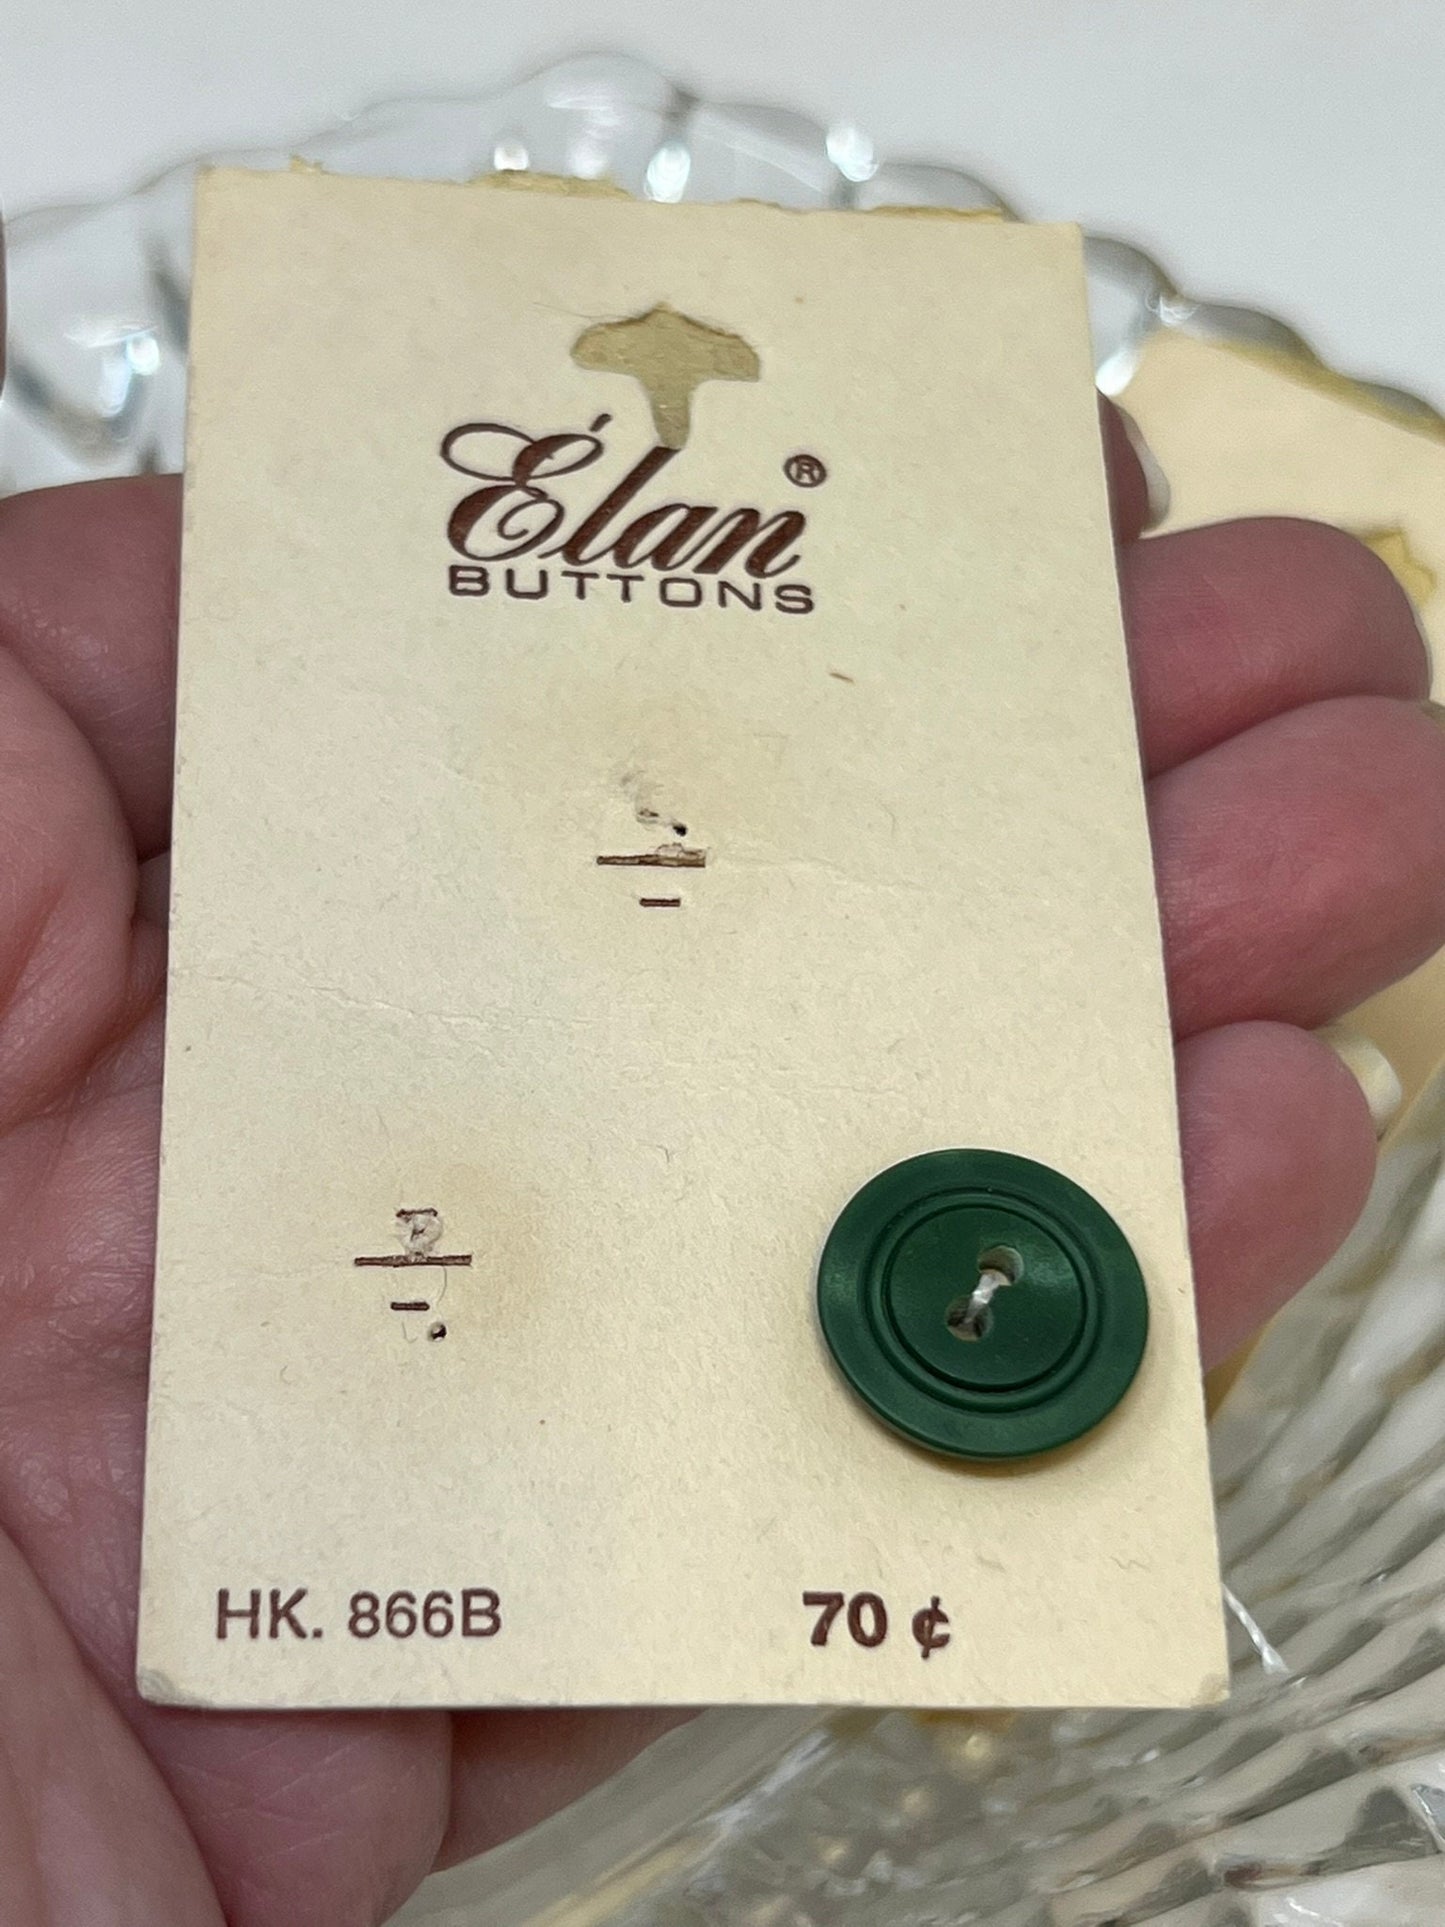 Élan®
BUTTONS
HK. 866B
70 ¢